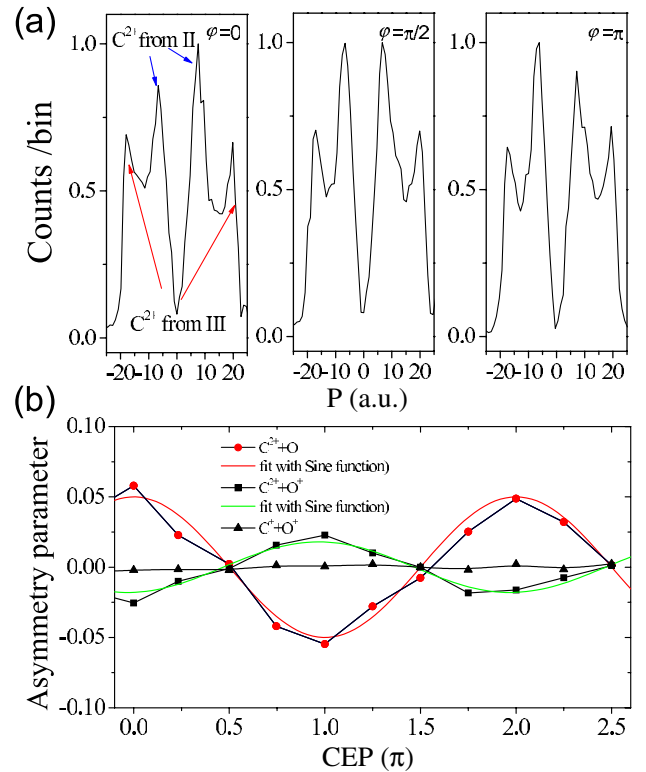 (a)
φ=0
φ=π/2
φ=π
C²⁺ from II
C²⁺ from III
Counts /bin
1.0
0.5
0.0
1.0
0.5
0.0
1.0
0.5
0.0
-20 -10 0 10 20
-20 -10 0 10 20
-20 -10 0 10 20
P (a.u.)
(b)
Asymmetry parameter
0.10
0.05
0.00
-0.05
-0.10
C²⁺+O
fit with Sine function)
C²⁺+O⁺
fit with Sine function)
C⁺+O⁺
0.0 0.5 1.0 1.5 2.0 2.5
CEP (π)